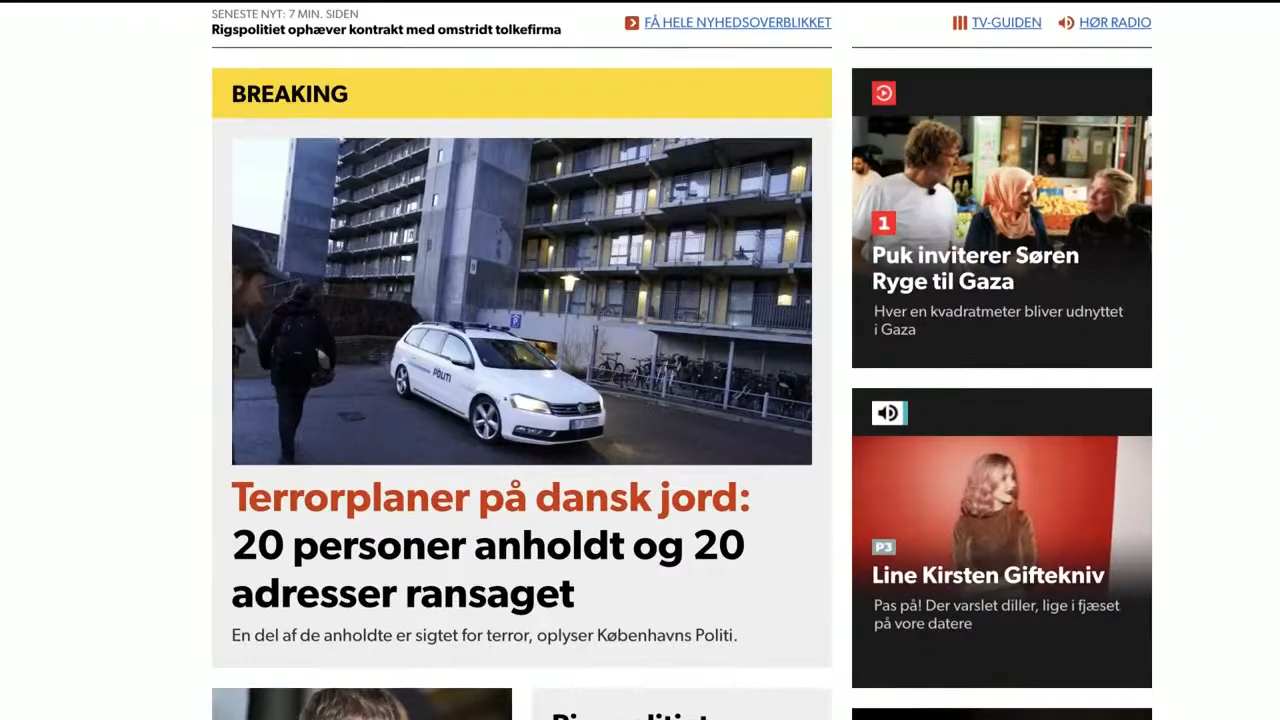 SENESTE NYT: 7 MIN. SIDEN
Rigspolitiet ophæver kontrakt med omstridt tolkefirma
FÅ HELE NYHEDSOVERBLIKKET
TV-GUIDEN
HØR RADIO
BREAKING
POLITI
Terrorplaner på dansk jord:
20 personer anholdt og 20
adresser ransaget
En del af de anholdte er sigtet for terror, oplyser Københavns Politi.
1
Puk inviterer Søren
Ryge til Gaza
Hver en kvadratmeter bliver udnyttet
i Gaza
P3
Line Kirsten Giftekniv
Pas på! Der varslet diller, lige i fjæset
på vore datere